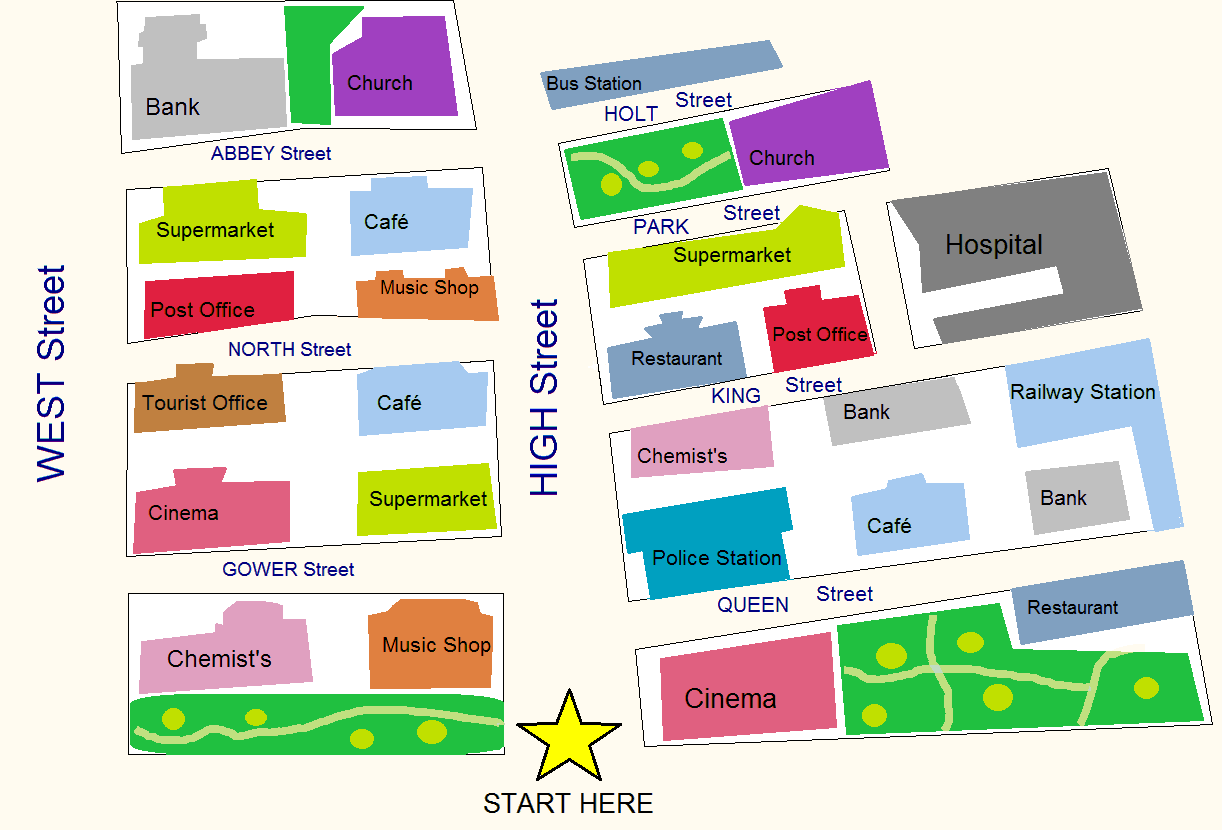 Bank
Church
ABBEY Street
Supermarket
Café
Post Office
Music Shop
NORTH Street
Tourist Office
Café
Cinema
Supermarket
GOWER Street
Chemist's
Music Shop
WEST Street
HIGH Street
START HERE
Bus Station
HOLT Street
Church
PARK Street
Supermarket
Hospital
Restaurant
Post Office
KING Street
Chemist's
Bank
Railway Station
Police Station
Café
Bank
QUEEN Street
Restaurant
Cinema